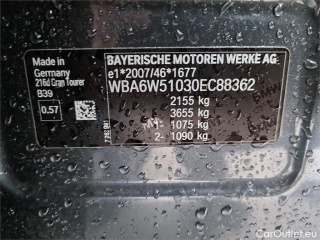 Made in
Germany
216d Gran Tourer
B39
0.57
BAYERISCHE MOTOREN WERKE AG
e1*2007/46*1677
WBA6W51030EC88362
2155 kg
3655 kg
1- 1075 kg
2- 1090 kg
© CarOutlet.eu